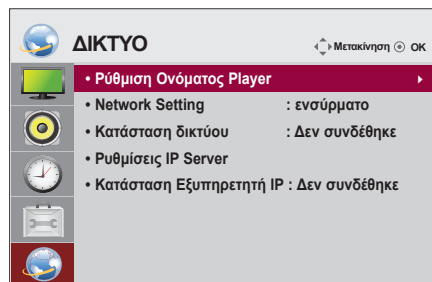 ΔΙΚΤΥΟ
Μετακίνηση OK
• Ρύθμιση Ονόματος Player
• Network Setting : ενσύρματο
• Κατάσταση δικτύου : Δεν συνδέθηκε
• Ρυθμίσεις IP Server
• Κατάσταση Εξυπηρετητή IP : Δεν συνδέθηκε